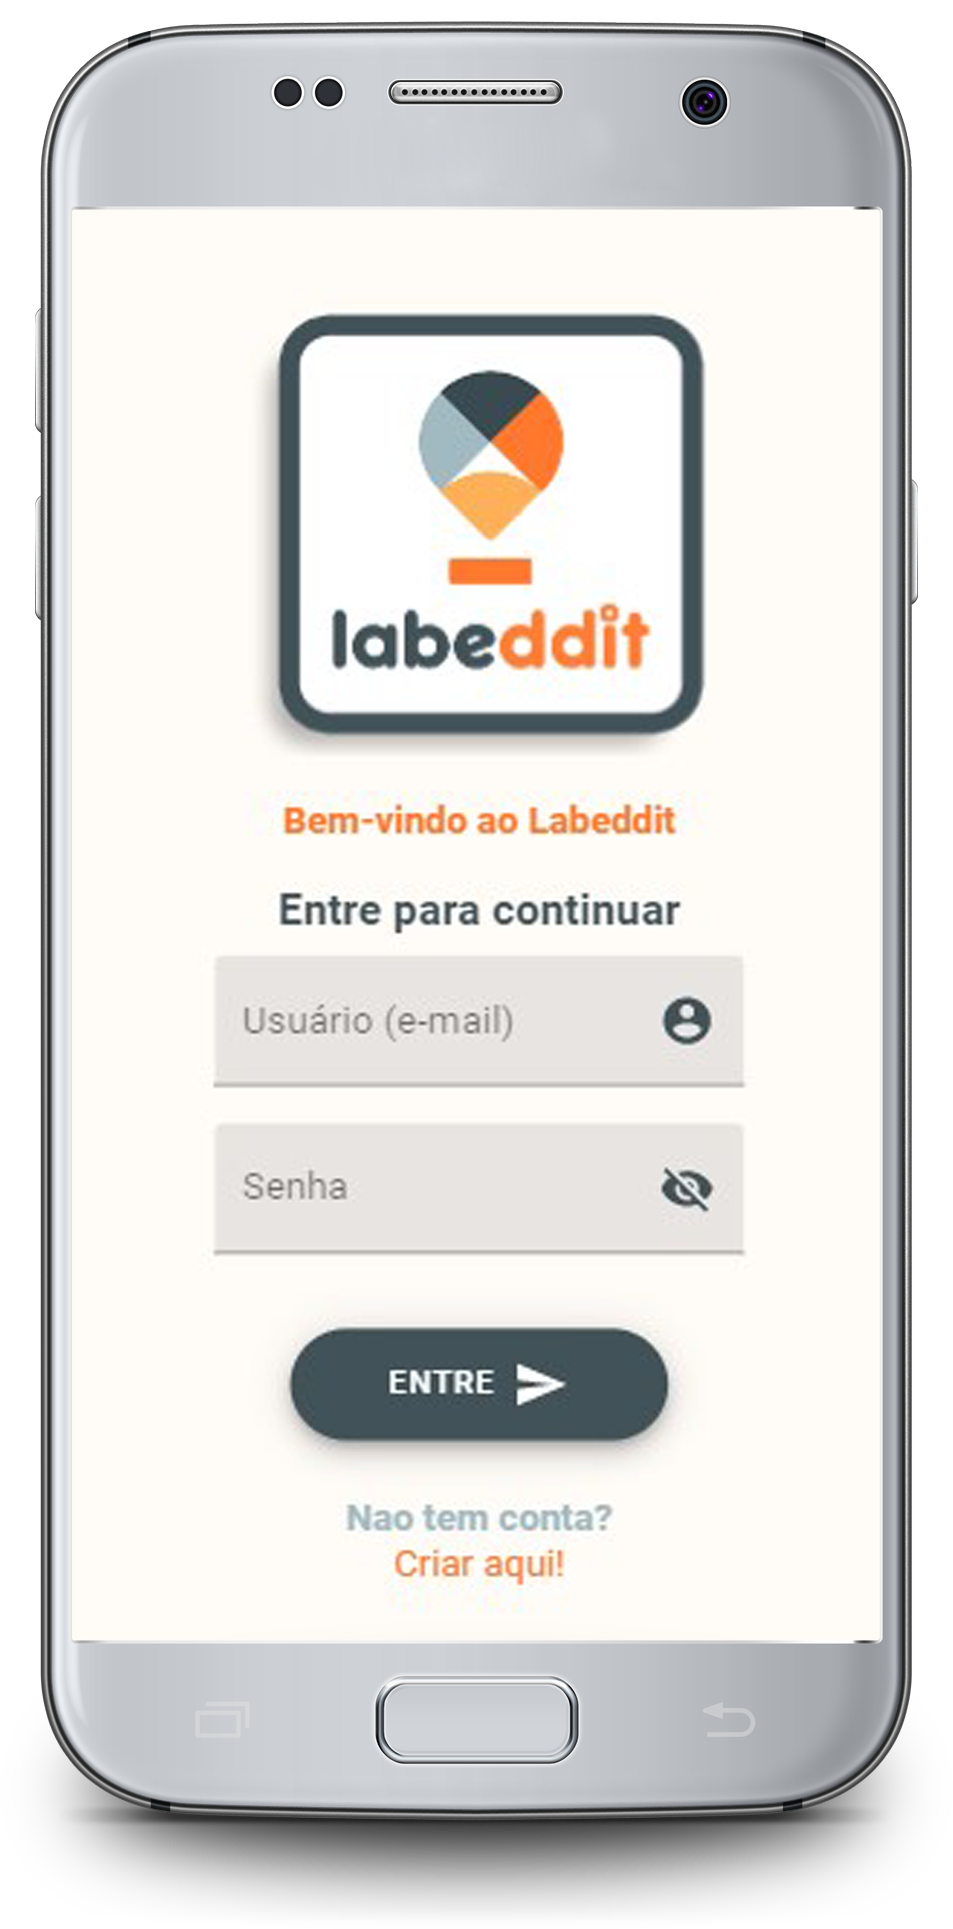 labeddit
Bem-vindo ao Labeddit
Entre para continuar
Usuário (e-mail)
Senha
ENTRE
Nao tem conta?
Criar aqui!